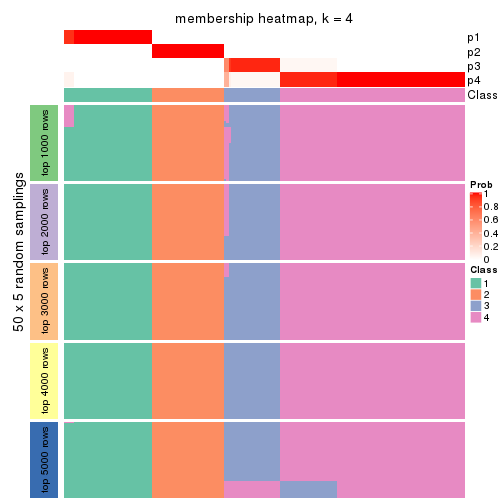 membership heatmap, k = 4
p1
p2
p3
p4
Class
50 x 5 random samplings
top 1000 rows
top 2000 rows
top 3000 rows
top 4000 rows
top 5000 rows
Prob
1
0.8
0.6
0.4
0.2
0
Class
1
2
3
4